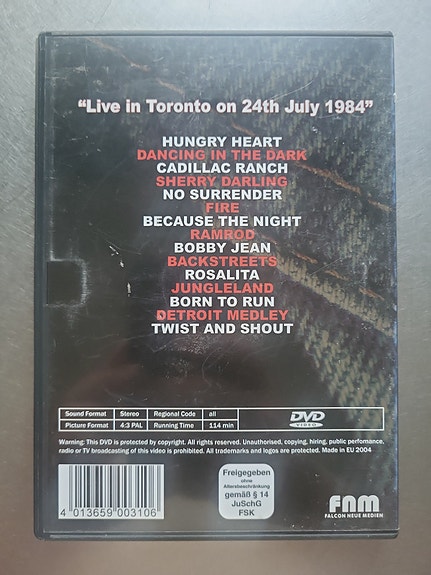 “Live in Toronto on 24th July 1984”
HUNGRY HEART
DANCING IN THE DARK
CADILLAC RANCH
SHERRY DARLING
NO SURRENDER
FIRE
BECAUSE THE NIGHT
RAMROD
BOBBY JEAN
BACKSTREETS
ROSALITA
JUNGLELAND
BORN TO RUN
DETROIT MEDLEY
TWIST AND SHOUT
Sound Format Stereo Regional Code all
Picture Format 4:3 PAL Running Time 114 min
DVD
VIDEO
Warning: This DVD is protected by copyright. All rights reserved. Unauthorised, copying, hiring, public perfomance,
radio or TV broadcasting of this video is prohibited. All trademarks and logos are protected. Made in EU 2004
4 013659 003106
Freigegeben
ohne
Altersbeschränkung
gemäß § 14
JuSchG
FSK
FNM
FALCON NEUE MEDIEN